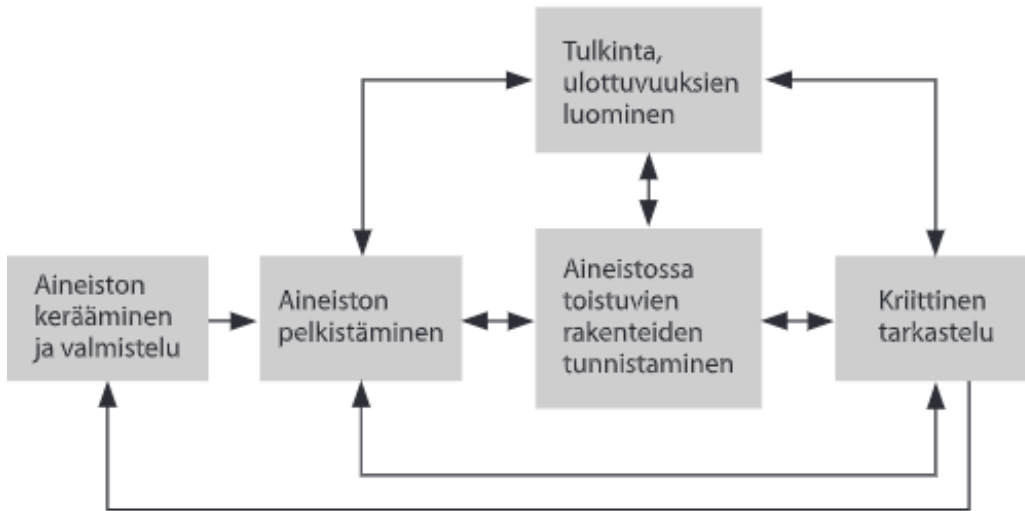 Tulkinta,
ulottuvuuksien
luominen
Aineiston
kerääminen
ja valmistelu
Aineiston
pelkistäminen
Aineistossa
toistuvien
rakenteiden
tunnistaminen
Kriittinen
tarkastelu